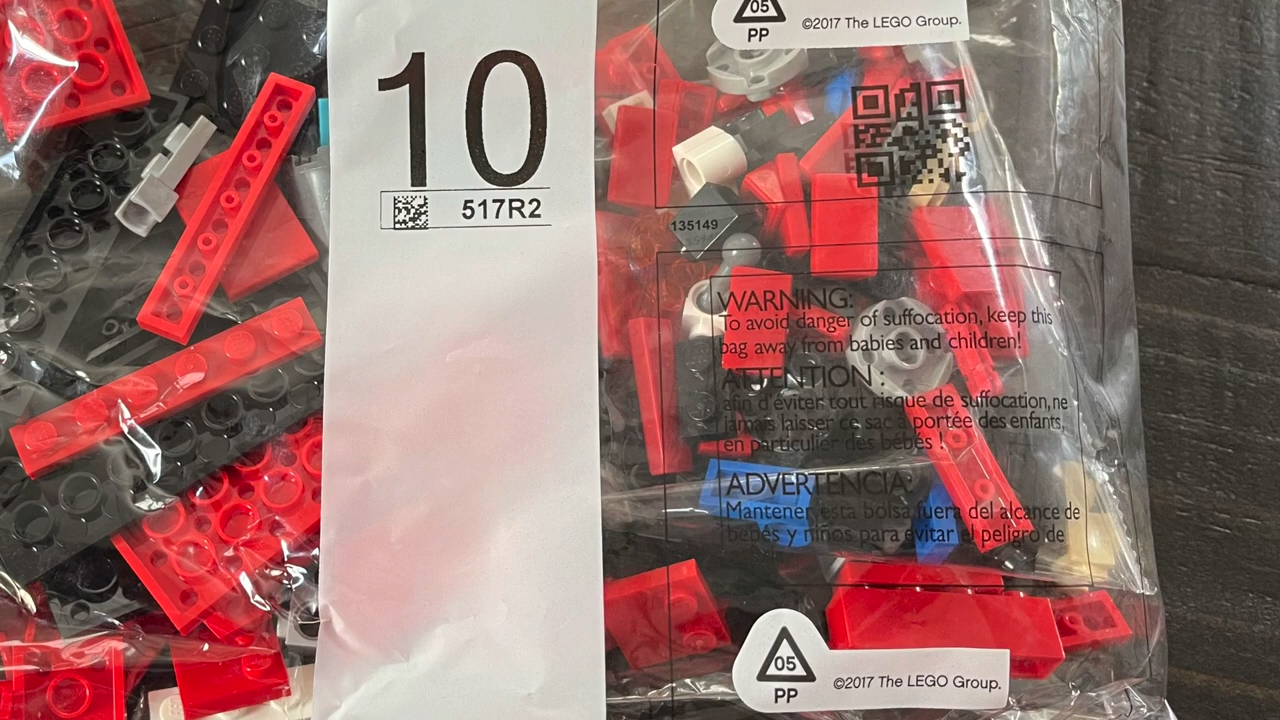 10
517R2
05
PP
©2017 The LEGO Group.
135149
WARNING:
To avoid danger of suffocation, keep this
bag away from babies and children!
ATTENTION :
afin d'éviter tout risque de suffocation, ne
jamais laisser ce sac à portée des enfants,
en particulier des bébés !
ADVERTENCIA:
Mantener esta bolsa fuera del alcance de
bebés y niños para evitar el peligro de
05
PP
©2017 The LEGO Group.